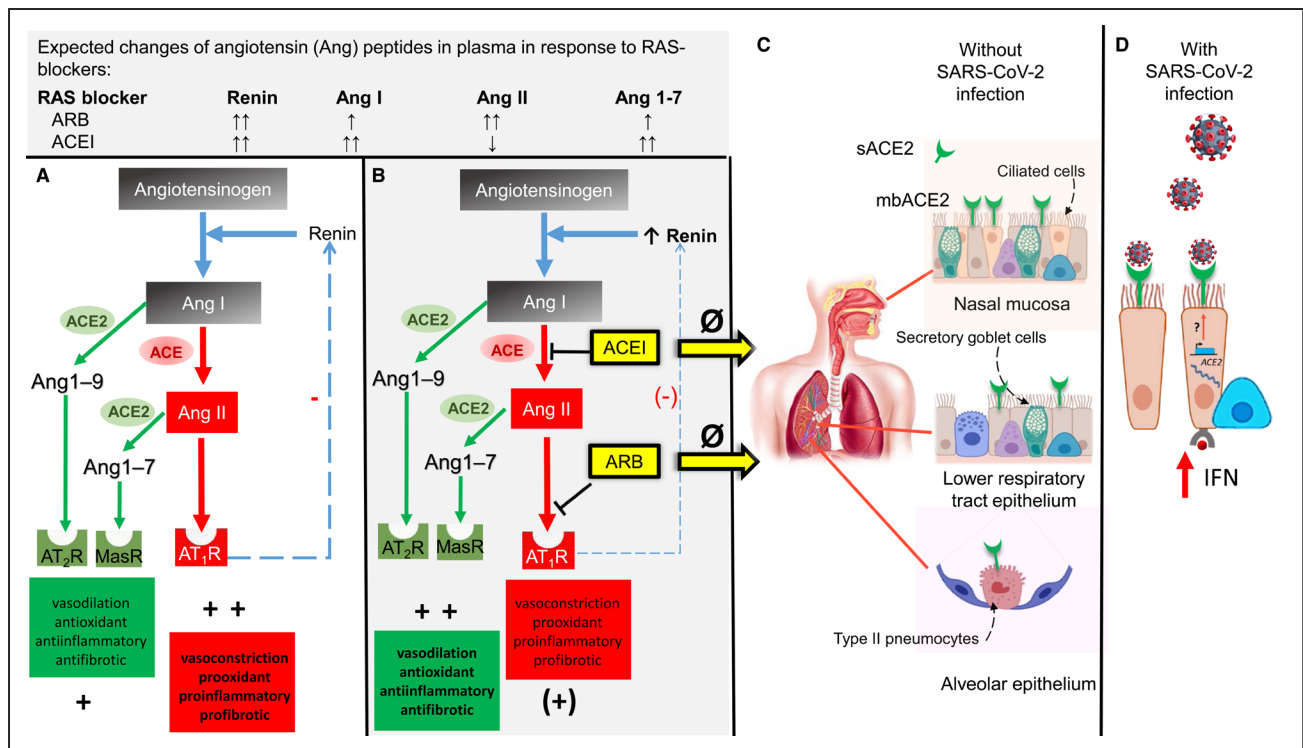 Expected changes of angiotensin (Ang) peptides in plasma in response to RAS-
blockers:
RAS blocker Renin Ang I Ang II Ang 1-7
ARB ↑↑ ↑ ↑↑ ↑
ACEI ↑↑ ↑↑ ↓ ↑↑
A
Angiotensinogen
Renin
Ang I
ACE2
ACE
Ang1–9
-
ACE2
Ang II
Ang1–7
AT2R
MasR
AT1R
vasodilation
antioxidant
antiinflammatory
antifibrotic
+
+ +
vasoconstriction
prooxidant
proinflammatory
profibrotic
B
Angiotensinogen
↑ Renin
Ang I
ACE2
ACE
ACEI
Ø
Ang1–9
(-)
ACE2
Ang II
Ang1–7
ARB
Ø
AT2R
MasR
AT1R
+ +
vasodilation
antioxidant
antiinflammatory
antifibrotic
vasoconstriction
prooxidant
proinflammatory
profibrotic
(+)
C
Without
SARS-CoV-2
infection
sACE2
mbACE2
Ciliated cells
Nasal mucosa
Secretory goblet cells
Lower respiratory
tract epithelium
Type II pneumocytes
Alveolar epithelium
D
With
SARS-CoV-2
infection
?
ACE2
IFN